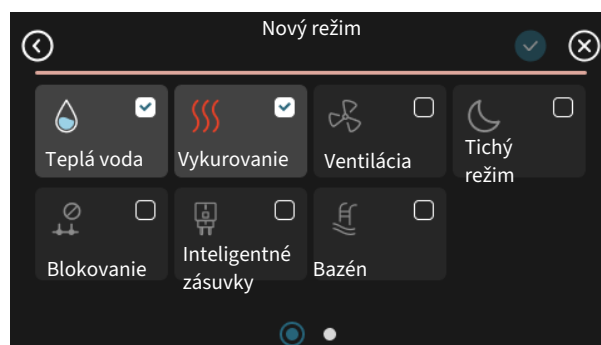 Nový režim
Teplá voda
Vykurovanie
Ventilácia
Tichý
režim
Blokovanie
Inteligentné
zásuvky
Bazén